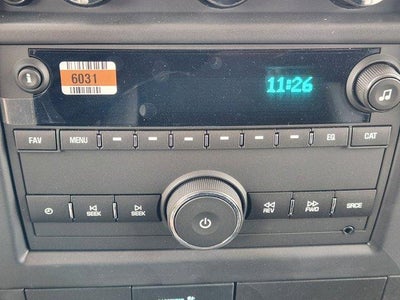 6031
11:26
FAV MENU EQ CAT
SEEK SEEK REV FWD SRCE